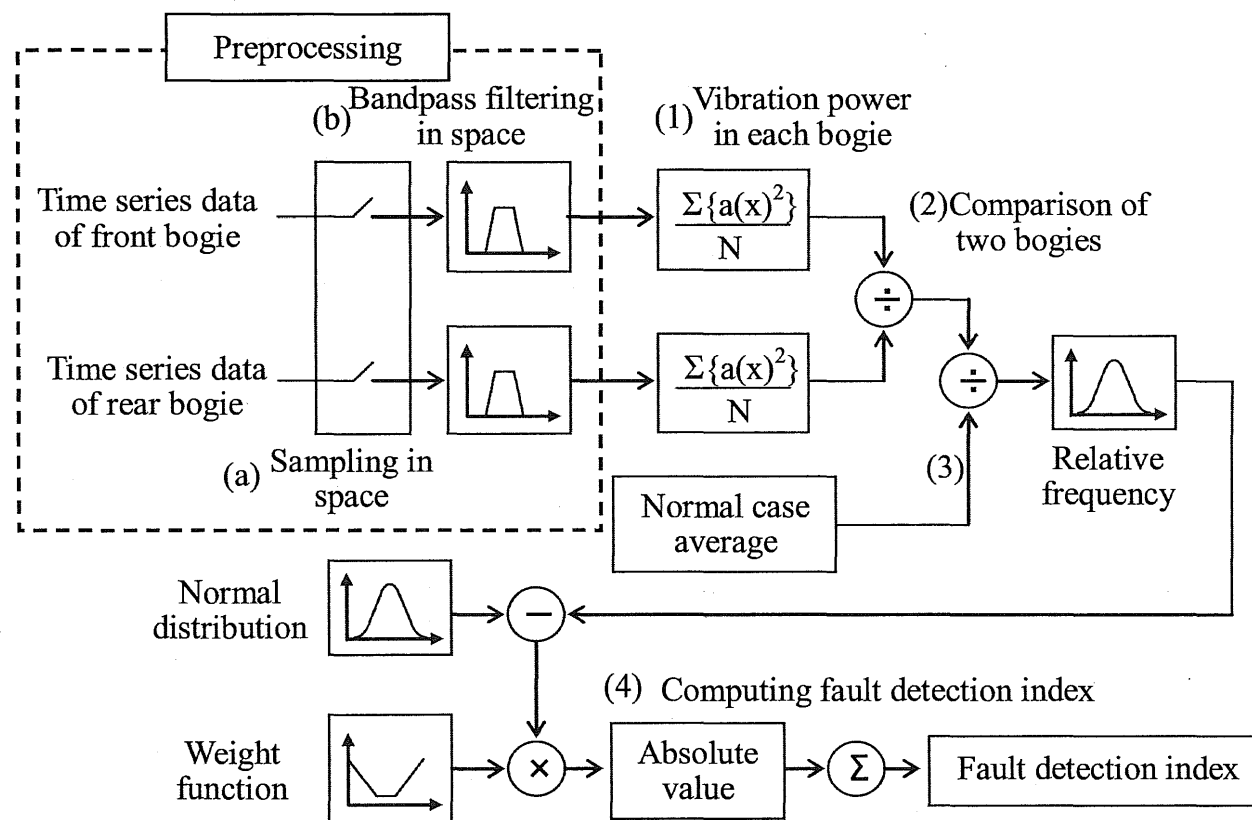 Preprocessing
(b) Bandpass filtering
in space
(1) Vibration power
in each bogie
Time series data
of front bogie
Σ{a(x)²}
N
(2)Comparison of
two bogies
÷
Time series data
of rear bogie
Σ{a(x)²}
N
÷
(a) Sampling in
space
(3)
Relative
frequency
Normal case
average
Normal
distribution
−
(4) Computing fault detection index
Weight
function
×
Absolute
value
Σ
Fault detection index